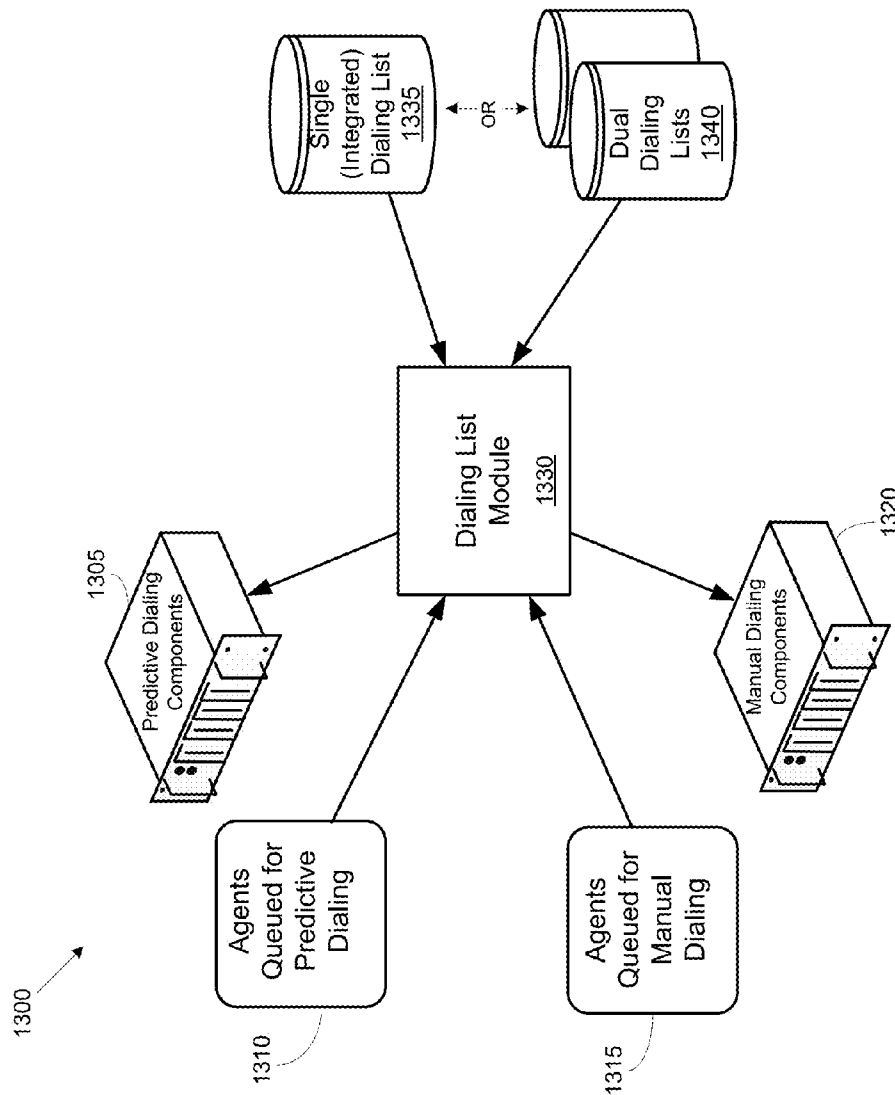 1300
1310
Agents
Queued for
Predictive
Dialing
1315
Agents
Queued for
Manual
Dialing
1305
Predictive Dialing
Components
Manual Dialing
Components
1320
Dialing List
Module
1330
Single
(Integrated)
Dialing List
1335
OR
Dual
Dialing
Lists
1340